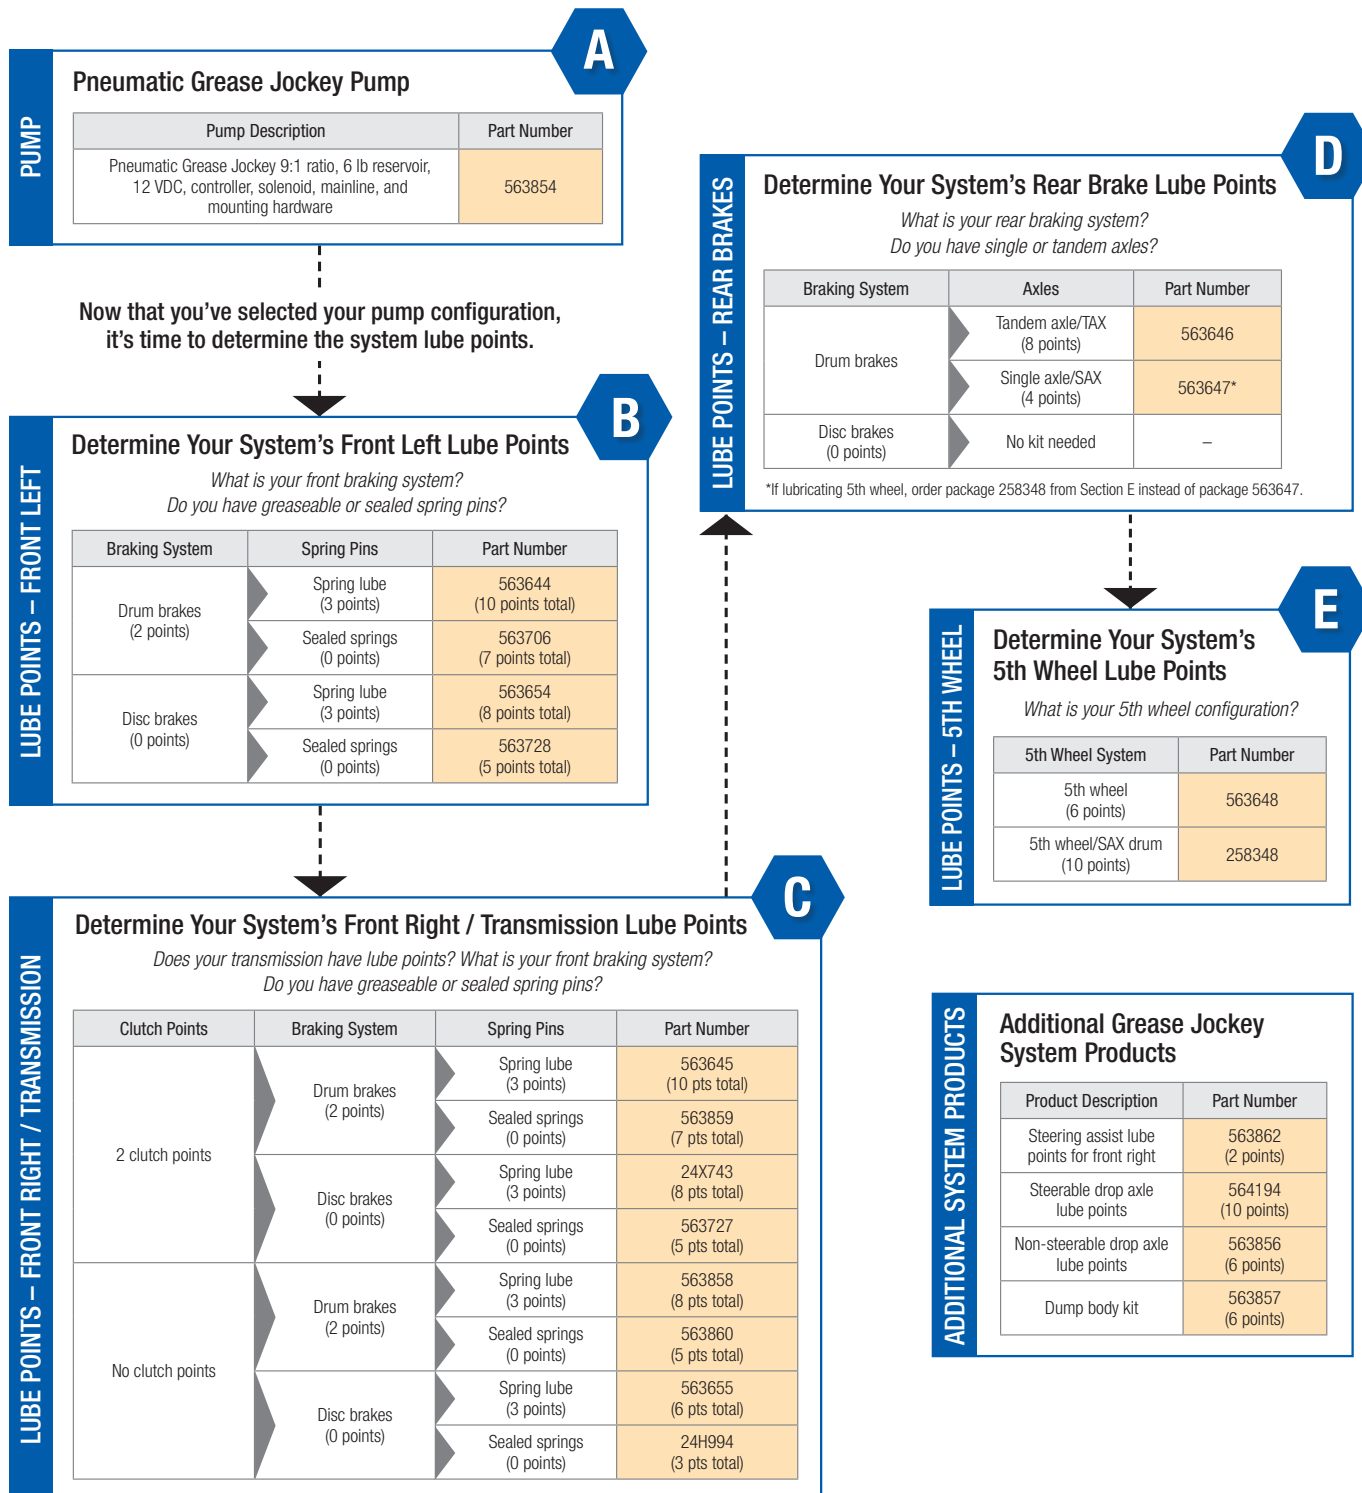 A
PUMP
Pneumatic Grease Jockey Pump
Pump Description
Part Number
Pneumatic Grease Jockey 9:1 ratio, 6 lb reservoir,
12 VDC, controller, solenoid, mainline, and
mounting hardware
563854
Now that you've selected your pump configuration,
it's time to determine the system lube points.
B
LUBE POINTS – FRONT LEFT
Determine Your System's Front Left Lube Points
What is your front braking system?
Do you have greaseable or sealed spring pins?
Braking System
Spring Pins
Part Number
Drum brakes
(2 points)
Spring lube
(3 points)
563644
(10 points total)
Sealed springs
(0 points)
563706
(7 points total)
Disc brakes
(0 points)
Spring lube
(3 points)
563654
(8 points total)
Sealed springs
(0 points)
563728
(5 points total)
C
LUBE POINTS – FRONT RIGHT / TRANSMISSION
Determine Your System's Front Right / Transmission Lube Points
Does your transmission have lube points? What is your front braking system?
Do you have greaseable or sealed spring pins?
Clutch Points
Braking System
Spring Pins
Part Number
2 clutch points
Drum brakes
(2 points)
Spring lube
(3 points)
563645
(10 pts total)
Sealed springs
(0 points)
563859
(7 pts total)
Disc brakes
(0 points)
Spring lube
(3 points)
24X743
(8 pts total)
Sealed springs
(0 points)
563727
(5 pts total)
No clutch points
Drum brakes
(2 points)
Spring lube
(3 points)
563858
(8 pts total)
Sealed springs
(0 points)
563860
(5 pts total)
Disc brakes
(0 points)
Spring lube
(3 points)
563655
(6 pts total)
Sealed springs
(0 points)
24H994
(3 pts total)
D
LUBE POINTS – REAR BRAKES
Determine Your System's Rear Brake Lube Points
What is your rear braking system?
Do you have single or tandem axles?
Braking System
Axles
Part Number
Drum brakes
Tandem axle/TAX
(8 points)
563646
Single axle/SAX
(4 points)
563647*
Disc brakes
(0 points)
No kit needed
–
*If lubricating 5th wheel, order package 258348 from Section E instead of package 563647.
E
LUBE POINTS – 5TH WHEEL
Determine Your System's
5th Wheel Lube Points
What is your 5th wheel configuration?
5th Wheel System
Part Number
5th wheel
(6 points)
563648
5th wheel/SAX drum
(10 points)
258348
ADDITIONAL SYSTEM PRODUCTS
Additional Grease Jockey
System Products
Product Description
Part Number
Steering assist lube
points for front right
563862
(2 points)
Steerable drop axle
lube points
564194
(10 points)
Non-steerable drop axle
lube points
563856
(6 points)
Dump body kit
563857
(6 points)